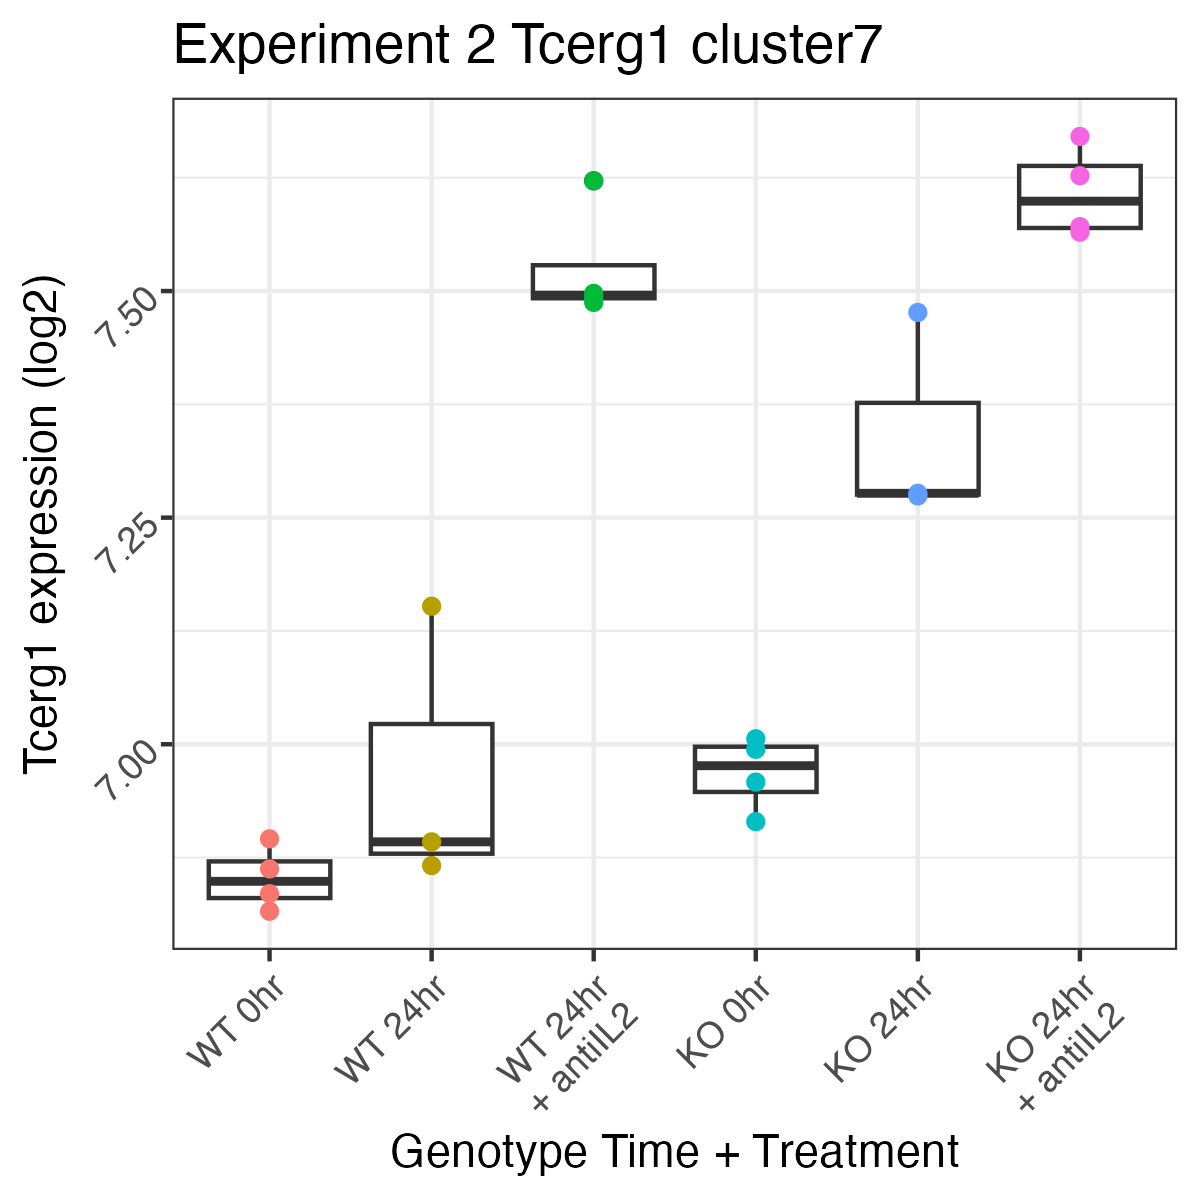 Experiment 2 Tcerg1 cluster7
Tcerg1 expression (log2)
7.50
7.25
7.00
WT 0hr
WT 24hr
WT 24hr
+ antiIL2
KO 0hr
KO 24hr
KO 24hr
+ antiIL2
Genotype Time + Treatment